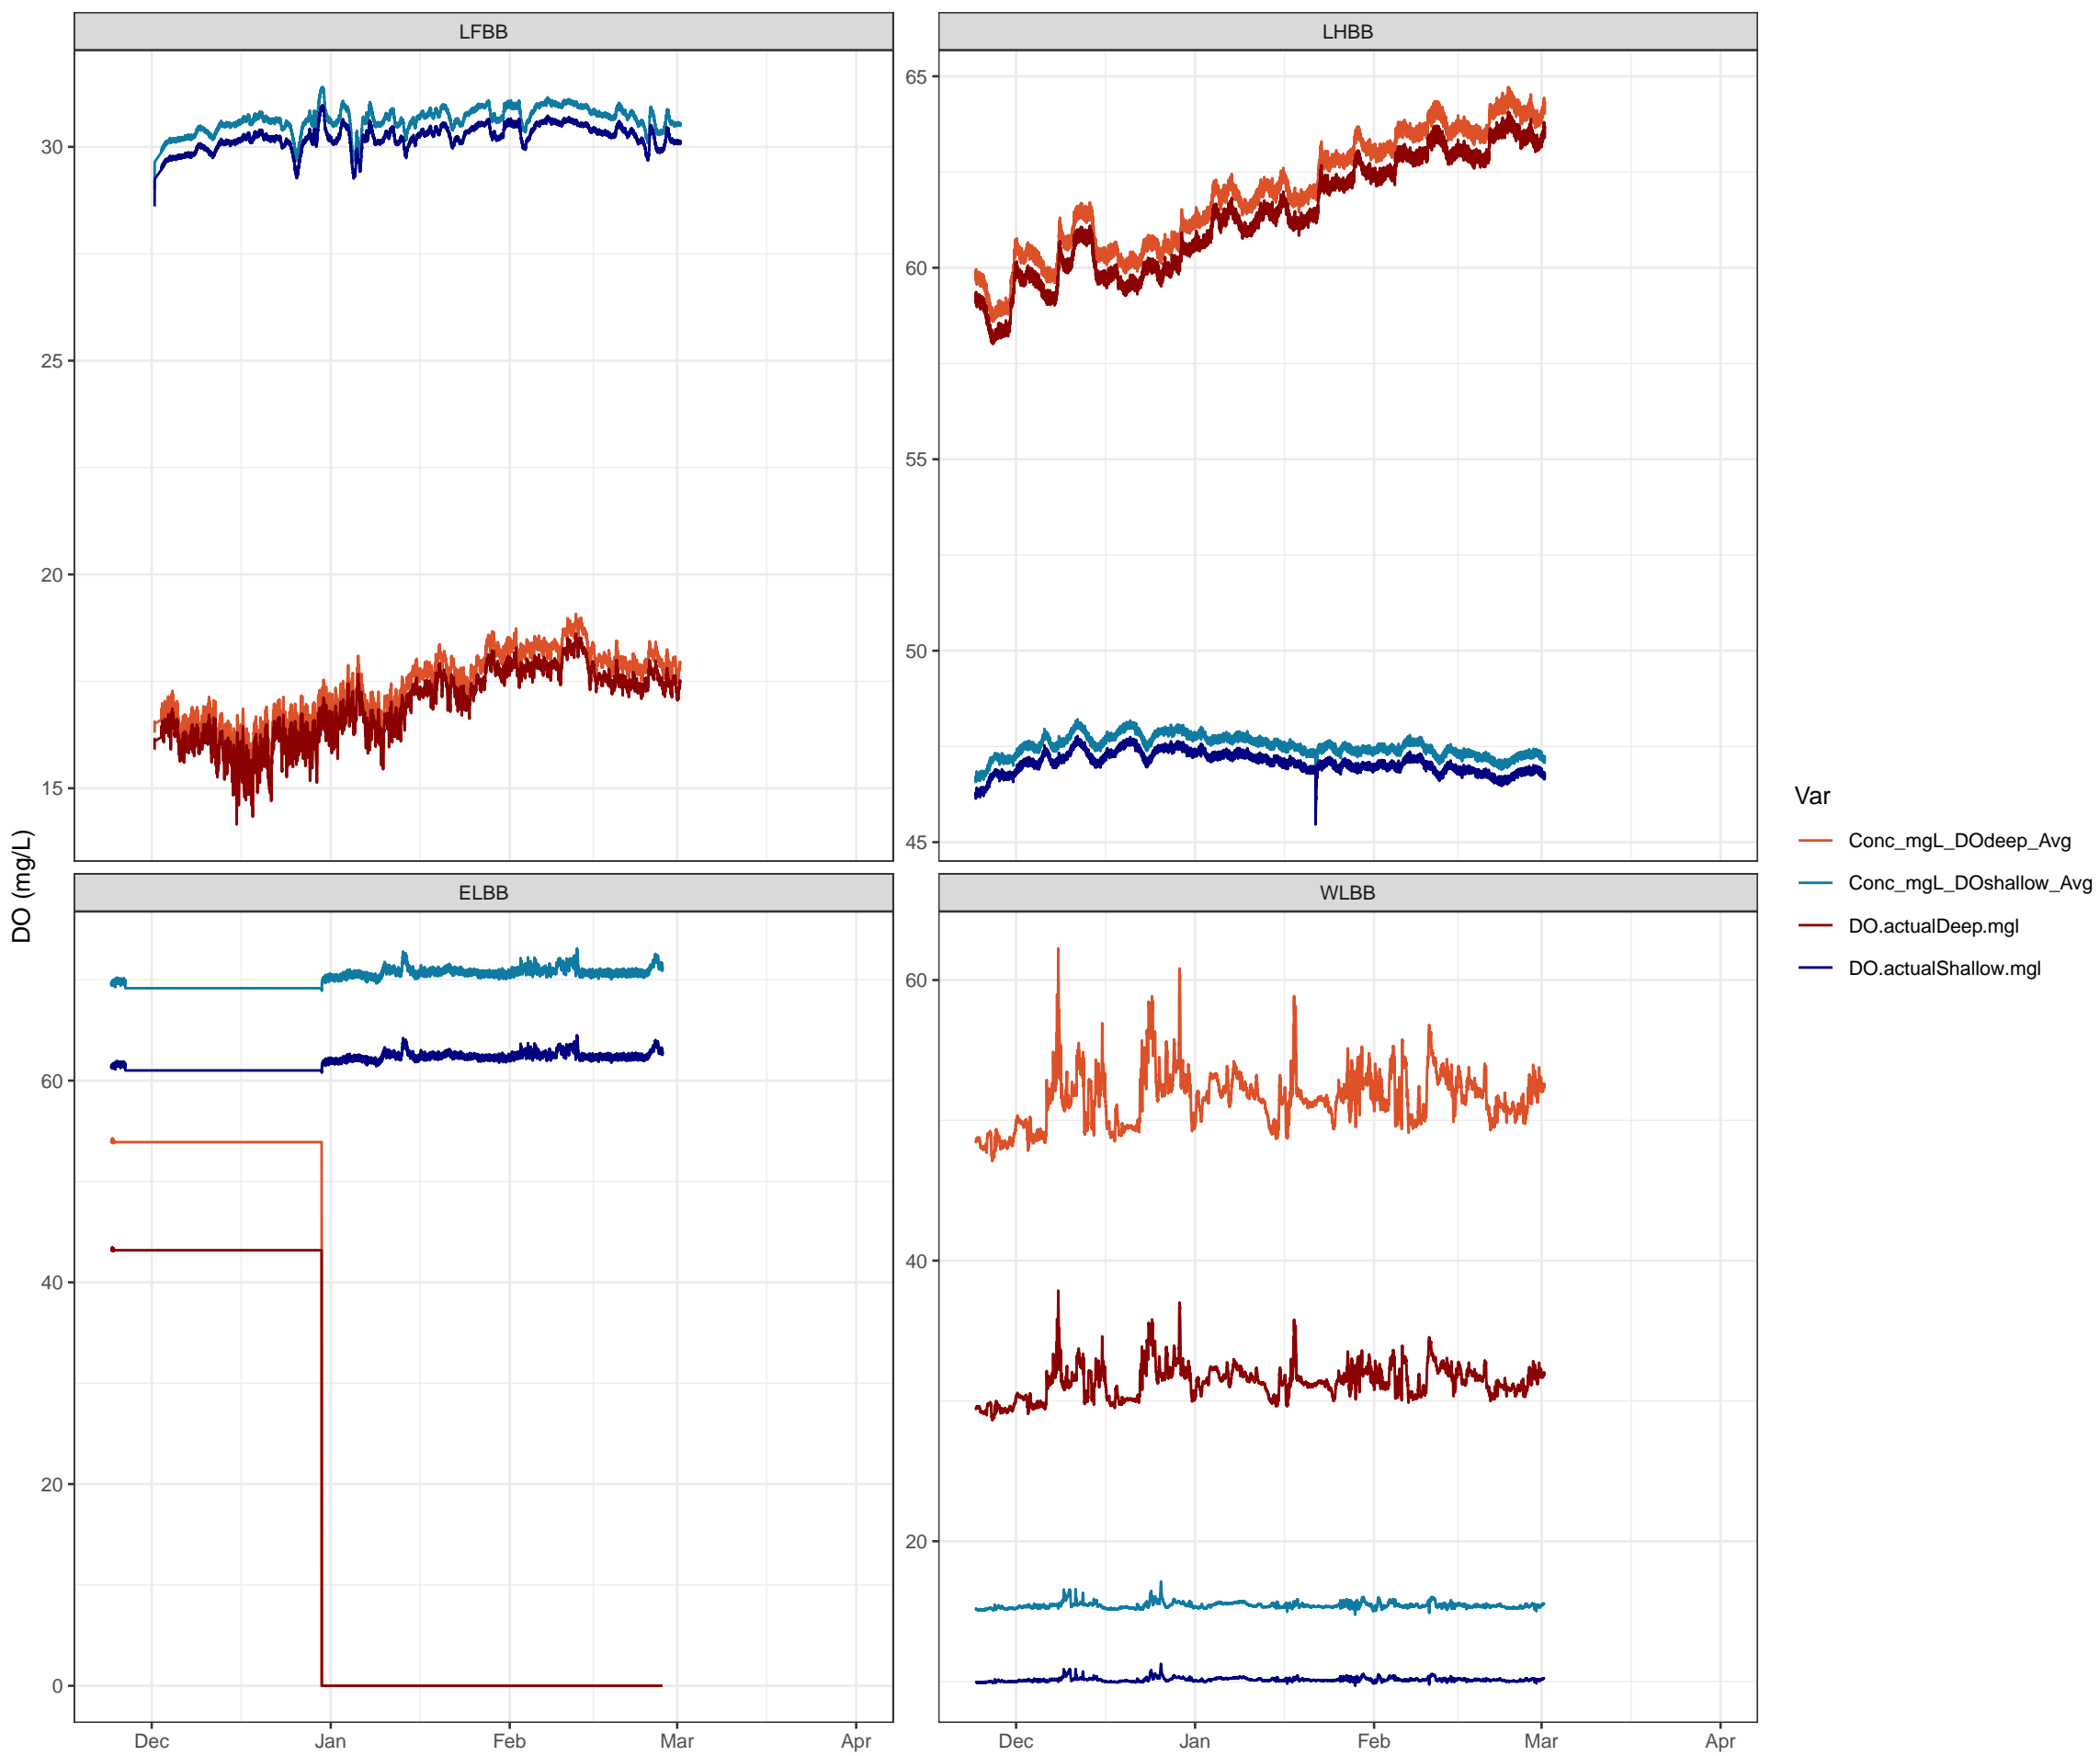 LFBB
LHBB
30
25
20
15
65
60
55
50
45
DO (mg/L)
ELBB
WLBB
60
40
20
0
60
40
20
Dec Jan Feb Mar Apr
Dec Jan Feb Mar Apr
Var
Conc_mgL_DOdeep_Avg
Conc_mgL_DOshallow_Avg
DO.actualDeep.mgl
DO.actualShallow.mgl